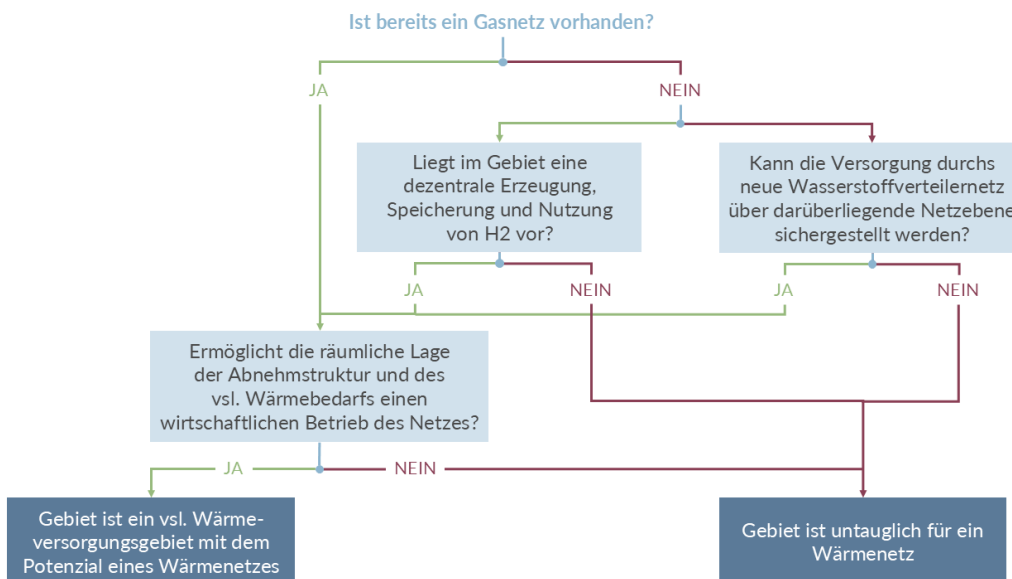 Ist bereits ein Gasnetz vorhanden?
JA
NEIN
Liegt im Gebiet eine
dezentrale Erzeugung,
Speicherung und Nutzung
von H2 vor?
Kann die Versorgung durchs
neue Wasserstoffverteilernetz
über darüberliegende Netzebene
sichergestellt werden?
JA
NEIN
JA
NEIN
Ermöglicht die räumliche Lage
der Abnehmstruktur und des
vsl. Wärmebedarfs einen
wirtschaftlichen Betrieb des Netzes?
JA
NEIN
Gebiet ist ein vsl. Wärme-
versorgungsgebiet mit dem
Potenzial eines Wärmenetzes
Gebiet ist untauglich für ein
Wärmenetz